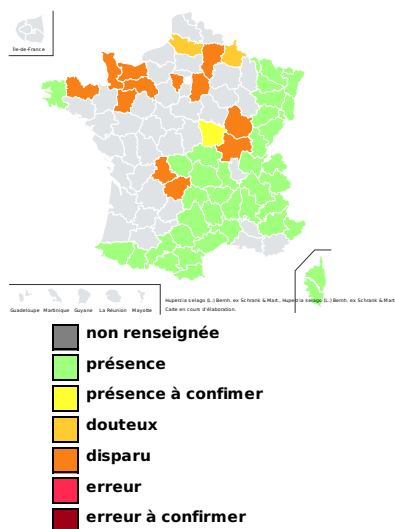 Île-de-France
Guadeloupe Martinique Guyane La Réunion Mayotte
Huperzia selago (L.) Bernh. ex Schrank & Mart., Huperzia selago (L.) Bernh. ex Schrank & Mart
Carte en cours d'élaboration.
non renseignée
présence
présence à confimer
douteux
disparu
erreur
erreur à confirmer